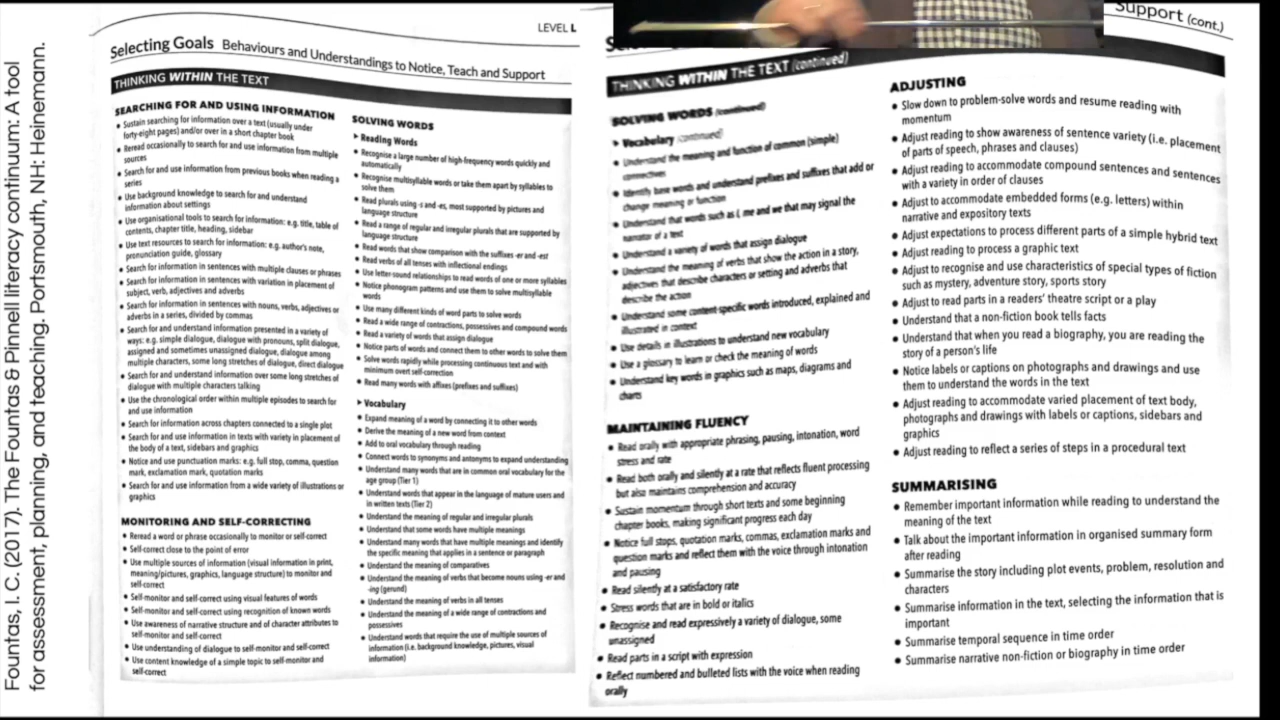 Fountas, I. C. (2017). The Fountas & Pinnell literacy continuum: A tool
for assessment, planning, and teaching. Portsmouth, NH: Heinemann.
LEVEL L
Selecting Goals Behaviours and Understandings to Notice, Teach and Support
THINKING WITHIN THE TEXT
SEARCHING FOR AND USING INFORMATION
• Sustain searching for information over a text (usually under
forty-eight pages) and/or over in a short chapter book
• Reread occasionally to search for and use information from multiple
sources
• Search for and use information from previous books when reading a
series
• Use background knowledge to search for and understand
information about settings
• Use organisational tools to search for information: e.g. title, table of
contents, chapter title, heading, sidebar
• Use text resources to search for information: e.g. author's note,
pronunciation guide, glossary
• Search for information in sentences with multiple clauses or phrases
• Search for information in sentences with variation in placement of
subject, verb, adjectives and adverbs
• Search for information in sentences with nouns, verbs, adjectives or
adverbs in a series, divided by commas
• Search for and understand information presented in a variety of
ways: e.g. simple dialogue, dialogue with pronouns, split dialogue,
assigned and sometimes unassigned dialogue, dialogue among
multiple characters, some long stretches of dialogue, direct dialogue
• Search for and understand information over some long stretches of
dialogue with multiple characters talking
• Use the chronological order within multiple episodes to search for
and use information
• Search for information across chapters connected to a single plot
• Search for and use information in texts with variety in placement of
the body of a text, sidebars and graphics
• Notice and use punctuation marks: e.g. full stop, comma, question
mark, exclamation mark, quotation marks
• Search for and use information from a wide variety of illustrations or
graphics
MONITORING AND SELF-CORRECTING
• Reread a word or phrase occasionally to monitor or self-correct
• Self-correct close to the point of error
• Use multiple sources of information (visual information in print,
meaning/pictures, graphics, language structure) to monitor and
self-correct
• Self-monitor and self-correct using visual features of words
• Self-monitor and self-correct using recognition of known words
• Use awareness of narrative structure and of character attributes to
self-monitor and self-correct
• Use understanding of dialogue to self-monitor and self-correct
• Use content knowledge of a simple topic to self-monitor and
self-correct
SOLVING WORDS
➤ Reading Words
• Recognise a large number of high-frequency words quickly and
automatically
• Recognise multisyllable words or take them apart by syllables to
solve them
• Read plurals using -s and -es, most supported by pictures and
language structure
• Read a range of regular and irregular plurals that are supported by
language structure
• Read words that show comparison with the suffixes -er and -est
• Read verbs of all tenses with inflectional endings
• Use letter-sound relationships to read words of one or more syllables
• Notice phonogram patterns and use them to solve multisyllable
words
• Use many different kinds of word parts to solve words
• Read a wide range of contractions, possessives and compound words
• Read a variety of words that assign dialogue
• Notice parts of words and connect them to other words to solve them
• Solve words rapidly while processing continuous text and with
minimum overt self-correction
• Read many words with affixes (prefixes and suffixes)
➤ Vocabulary
• Expand meaning of a word by connecting it to other words
• Derive the meaning of a new word from context
• Add to oral vocabulary through reading
• Connect words to synonyms and antonyms to expand understanding
• Understand many words that are in common oral vocabulary for the
age group (Tier 1)
• Understand words that appear in the language of mature users and
in written texts (Tier 2)
• Understand the meaning of regular and irregular plurals
• Understand that some words have multiple meanings
• Understand many words that have multiple meanings and identify
the specific meaning that applies in a sentence or paragraph
• Understand the meaning of comparatives
• Understand the meaning of verbs that become nouns using -er and
-ing (gerund)
• Understand the meaning of verbs in all tenses
• Understand the meaning of a wide range of contractions and
possessives
• Understand words that require the use of multiple sources of
information (i.e. background knowledge, pictures, visual
information)
Support (cont.)
THINKING WITHIN THE TEXT (continued)
SOLVING WORDS (continued)
➤ Vocabulary (continued)
• Understand the meaning and function of common (simple)
connectives
• Identify base words and understand prefixes and suffixes that add or
change meaning or function
• Understand that words such as I, me and we that may signal the
narrator of a text
• Understand a variety of words that assign dialogue
• Understand the meaning of verbs that show the action in a story,
adjectives that describe characters or setting and adverbs that
describe the action
• Understand some content-specific words introduced, explained and
illustrated in context
• Use details in illustrations to understand new vocabulary
• Use a glossary to learn or check the meaning of words
• Understand key words in graphics such as maps, diagrams and
charts
MAINTAINING FLUENCY
• Read orally with appropriate phrasing, pausing, intonation, word
stress and rate
• Read both orally and silently at a rate that reflects fluent processing
but also maintains comprehension and accuracy
• Sustain momentum through short texts and some beginning
chapter books, making significant progress each day
• Notice full stops, quotation marks, commas, exclamation marks and
question marks and reflect them with the voice through intonation
and pausing
• Read silently at a satisfactory rate
• Stress words that are in bold or italics
• Recognise and read expressively a variety of dialogue, some
unassigned
• Read parts in a script with expression
• Reflect numbered and bulleted lists with the voice when reading
orally
ADJUSTING
• Slow down to problem-solve words and resume reading with
momentum
• Adjust reading to show awareness of sentence variety (i.e. placement
of parts of speech, phrases and clauses)
• Adjust reading to accommodate compound sentences and sentences
with a variety in order of clauses
• Adjust to accommodate embedded forms (e.g. letters) within
narrative and expository texts
• Adjust expectations to process different parts of a simple hybrid text
• Adjust reading to process a graphic text
• Adjust to recognise and use characteristics of special types of fiction
such as mystery, adventure story, sports story
• Adjust to read parts in a readers' theatre script or a play
• Understand that a non-fiction book tells facts
• Understand that when you read a biography, you are reading the
story of a person's life
• Notice labels or captions on photographs and drawings and use
them to understand the words in the text
• Adjust reading to accommodate varied placement of text body,
photographs and drawings with labels or captions, sidebars and
graphics
• Adjust reading to reflect a series of steps in a procedural text
SUMMARISING
• Remember important information while reading to understand the
meaning of the text
• Talk about the important information in organised summary form
after reading
• Summarise the story including plot events, problem, resolution and
characters
• Summarise information in the text, selecting the information that is
important
• Summarise temporal sequence in time order
• Summarise narrative non-fiction or biography in time order